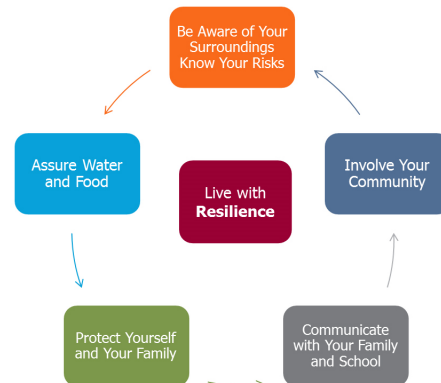 Be Aware of Your
Surroundings
Know Your Risks
Assure Water
and Food
Involve Your
Community
Live with
Resilience
Protect Yourself
and Your Family
Communicate
with Your Family
and School